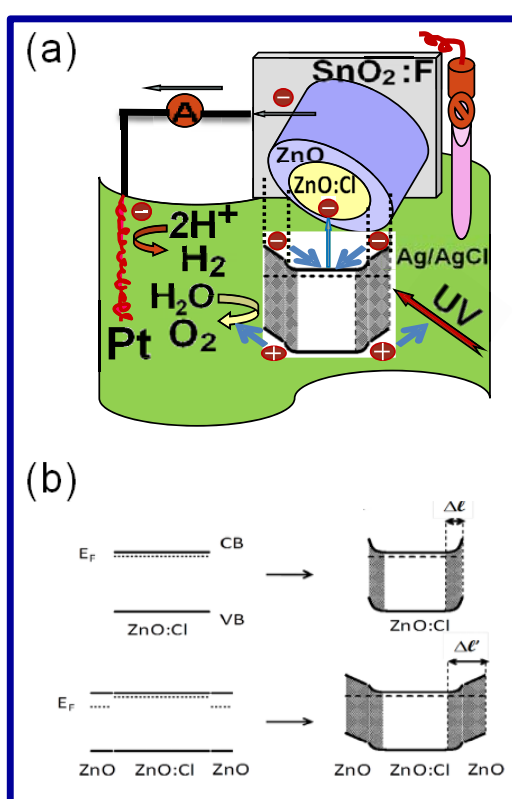 (a)
SnO₂:F
A
ZnO
ZnO:Cl
2H⁺
H₂
Ag/AgCl
H₂O
O₂
UV
Pt
(b)
Δℓ
CB
E_F
VB
ZnO:Cl
ZnO:Cl
Δℓ'
E_F
ZnO ZnO:Cl ZnO
ZnO ZnO:Cl ZnO